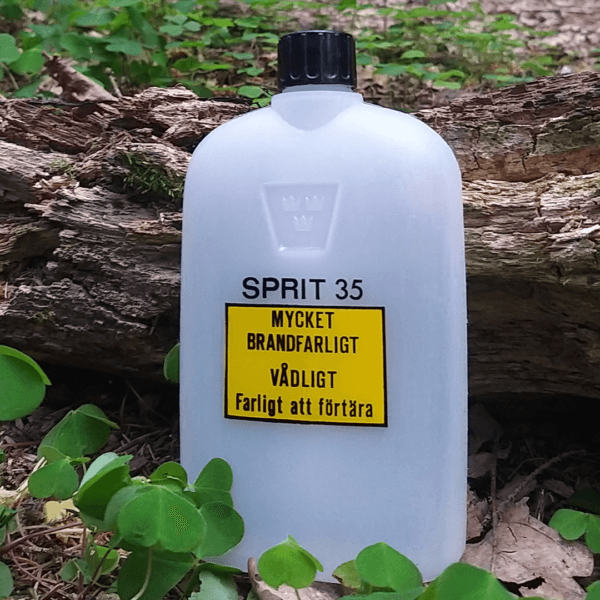 SPRIT 35
MYCKET
BRANDFARLIGT
VÅDLIGT
Farligt att förtära